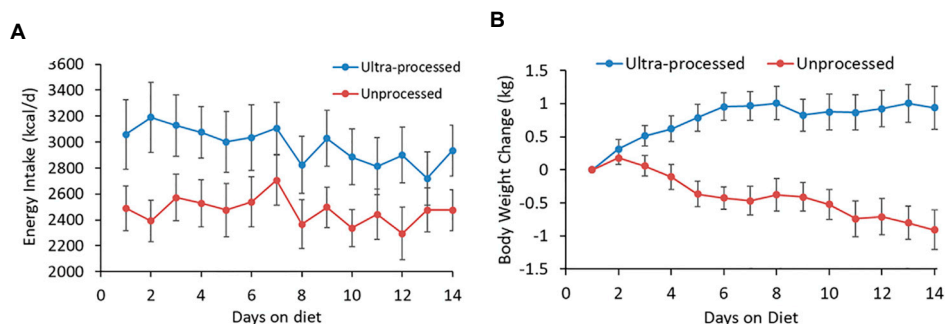 A
3600
3400
3200
3000
2800
2600
2400
2200
2000
Energy Intake (kcal/d)
Ultra-processed
Unprocessed
0 2 4 6 8 10 12 14
Days on diet
B
Ultra-processed Unprocessed
1.5
1
0.5
0
-0.5
-1
-1.5
Body Weight Change (kg)
0 2 4 6 8 10 12 14
Days on Diet